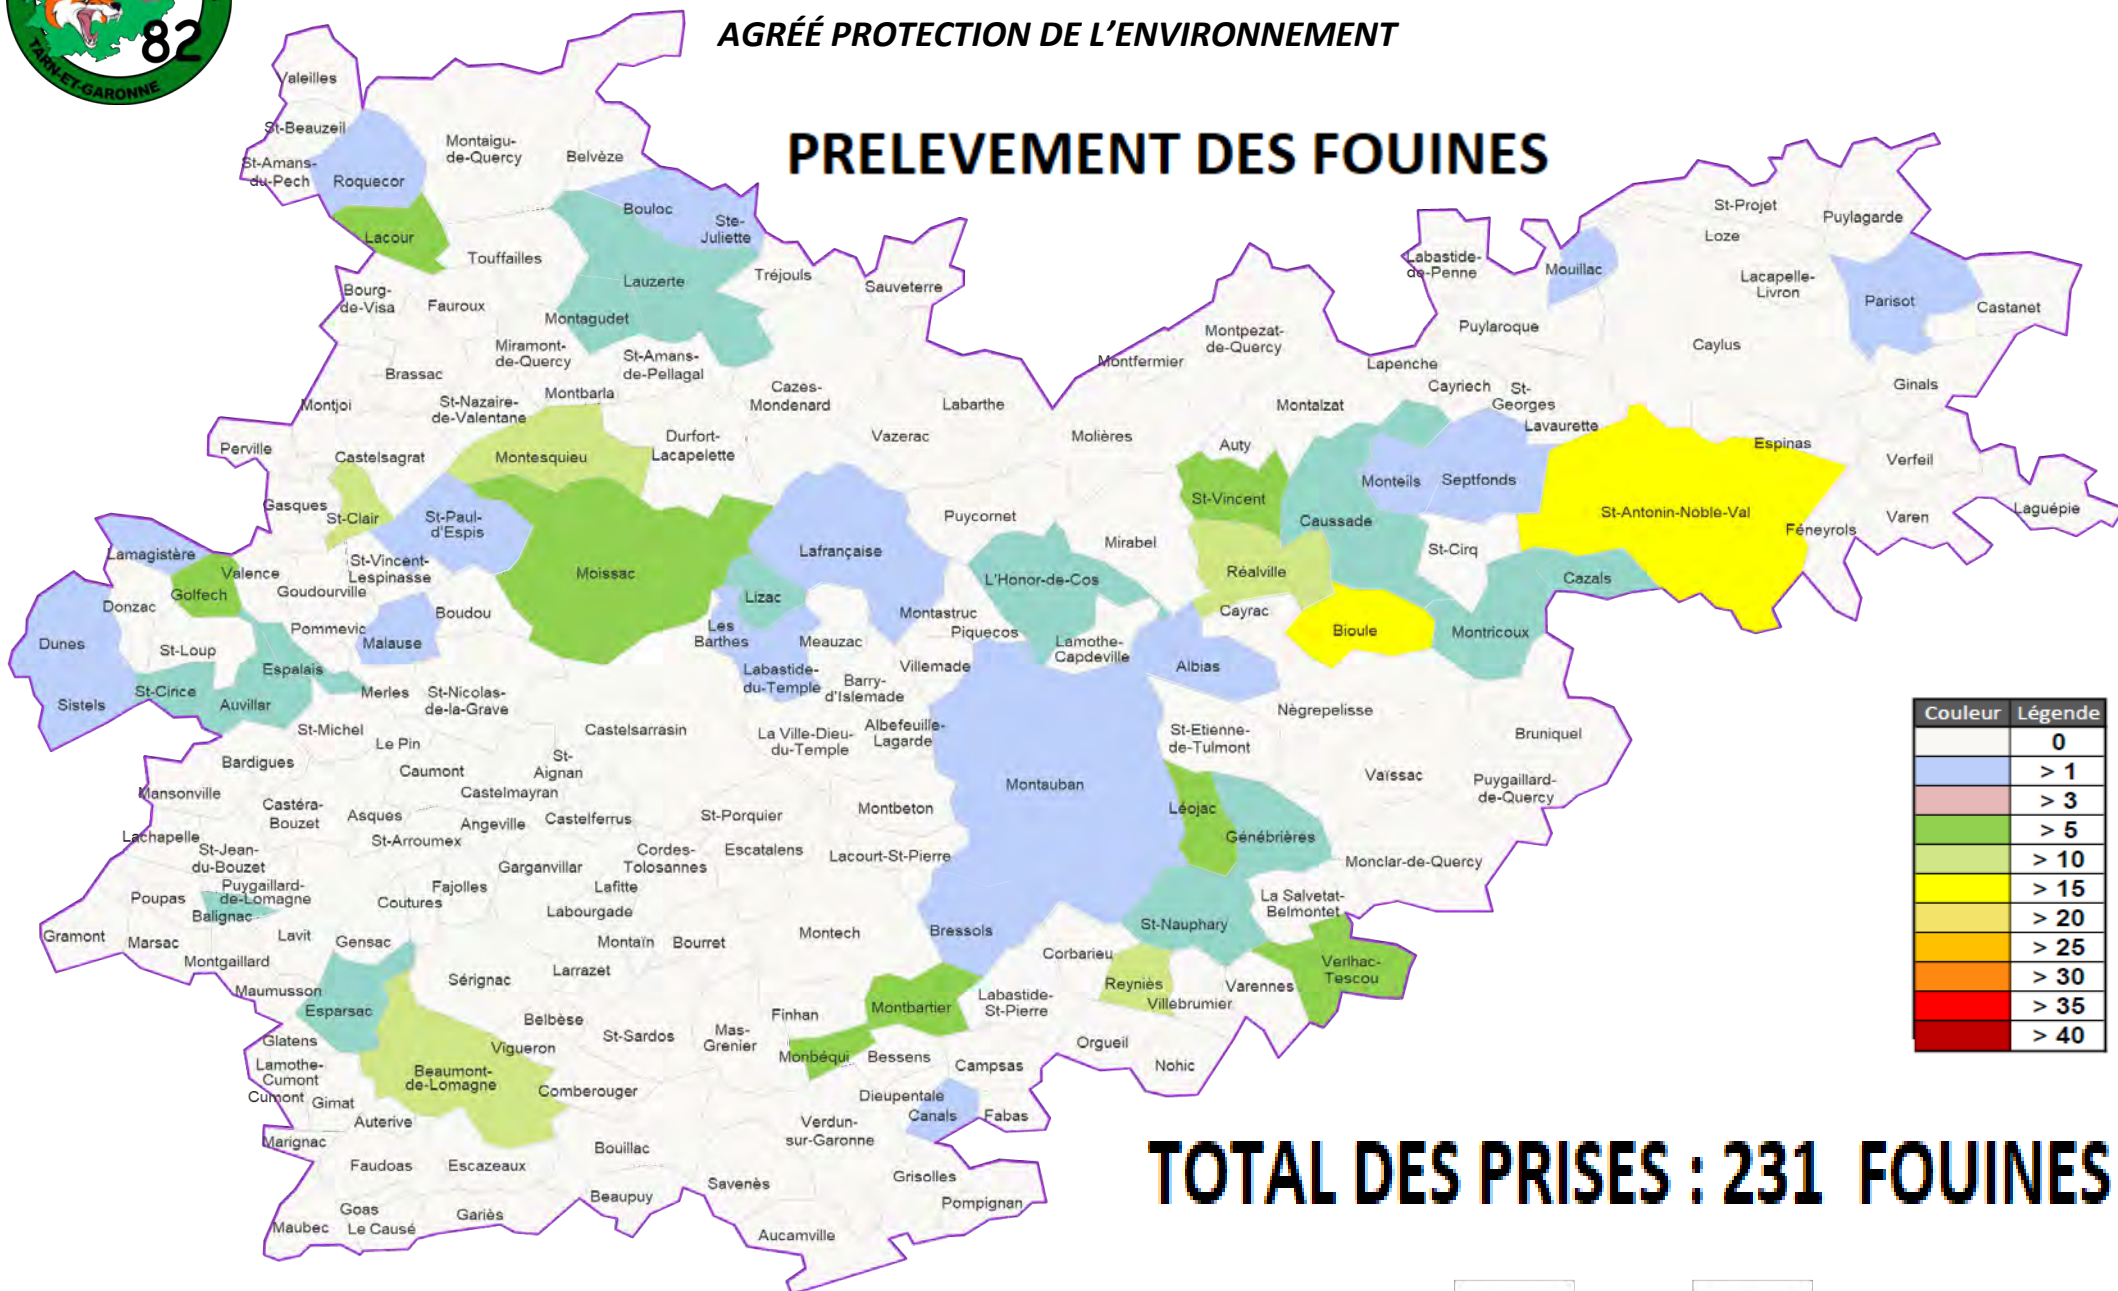 82
TARN-ET-GARONNE
AGRÉÉ PROTECTION DE L'ENVIRONNEMENT
PRELEVEMENT DES FOUINES
Valeilles
St-Beauzeil
Montaigu-
de-Quercy
Belvèze
St-Amans-
du-Pech
Roquecor
Bouloc
Ste-
Juliette
Lacour
Touffailles
Lauzerte
Tréjouls
Sauveterre
Bourg-
de-Visa
Fauroux
Montagudet
Miramont-
de-Quercy
St-Amans-
de-Pellagal
Brassac
Montbarla
Cazes-
Mondenard
Labarthe
Montjoi
St-Nazaire-
de-Valentane
Durfort-
Lacapelette
Vazerac
Molières
Perville
Castelsagrat
Montesquieu
St-Projet
Puylagarde
Loze
Labastide-
de-Penne
Mouillac
Lacapelle-
Livron
Parisot
Castanet
Montpezat-
de-Quercy
Puylaroque
Caylus
Montfermier
Lapenche
Cayriech
St-
Georges
Ginals
Montalzat
Lavaurette
Auty
Espinas
Verfeil
Gasques
St-Clair
St-Paul-
d'Espis
Puycornet
St-Vincent
Monteils
Septfonds
Caussade
St-Antonin-Noble-Val
Féneyrols
Varen
Laguépie
Lamagistère
Valence
St-Vincent-
Lespinasse
Moissac
Lafrançaise
Mirabel
St-Cirq
Golfech
Goudourville
Lizac
L'Honor-de-Cos
Réalville
Cazals
Donzac
Boudou
Montastruc
Cayrac
Dunes
Pommevic
Malause
Les
Barthes
Meauzac
Piquecos
Bioule
Montricoux
St-Loup
Espalais
Labastide-
du-Temple
Villemade
Lamothe-
Capdeville
Albias
St-Cirice
Auvillar
Merles
St-Nicolas-
de-la-Grave
Barry-
d'Islemade
Sistels
Nègrepelisse
St-Michel
Le Pin
Castelsarrasin
La Ville-Dieu-
du-Temple
Albefeuille-
Lagarde
St-Etienne-
de-Tulmont
Bruniquel
Bardigues
Caumont
St-
Aignan
Vaïssac
Puygaillard-
de-Quercy
Mansonville
Castelmayran
Montauban
Castéra-
Bouzet
Asques
Angeville
Castelferrus
St-Porquier
Montbeton
Léojac
Génébrières
Lachapelle
St-Arroumex
St-Jean-
du-Bouzet
Garganvillar
Cordes-
Tolosannes
Escatalens
Lacourt-St-Pierre
Monclar-de-Quercy
Poupas
Puygaillard-
de-Lomagne
Balignac
Fajolles
Coutures
Lafitte
Labourgade
La Salvetat-
Belmontet
Gramont
Marsac
Lavit
Gensac
Montaïn
Bourret
Montech
Bressols
St-Nauphary
Montgaillard
Sérignac
Larrazet
Corbarieu
Verlhac-
Tescou
Maumusson
Esparsac
Reyniès
Varennes
Villebrumier
Labastide-
St-Pierre
Montbartier
Belbèse
St-Sardos
Mas-
Grenier
Finhan
Glatens
Vigueron
Monbéqui
Bessens
Orgueil
Lamothe-
Cumont
Cumont
Beaumont-
de-Lomagne
Campsas
Nohic
Gimat
Comberouger
Dieupentale
Canals
Fabas
Auterive
Verdun-
sur-Garonne
Marignac
Bouillac
Faudoas
Escazeaux
Grisolles
Savenès
Beaupuy
Pompignan
Goas
Gariès
Maubec
Le Causé
Aucamville
Couleur Légende
0
> 1
> 3
> 5
> 10
> 15
> 20
> 25
> 30
> 35
> 40
TOTAL DES PRISES : 231 FOUINES